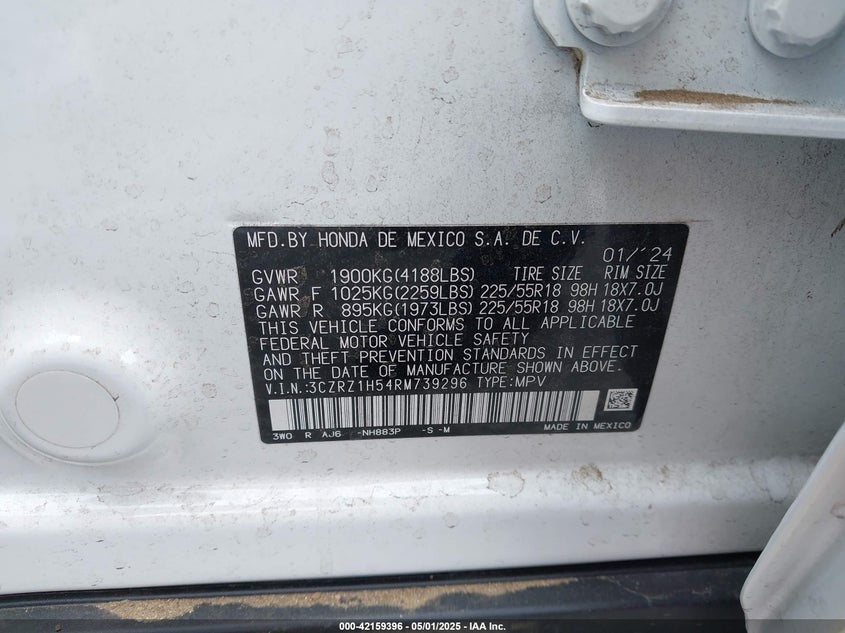 MFD.BY HONDA DE MEXICO S.A. DE C.V.
01/'24
GVWR 1900KG(4188LBS) TIRE SIZE RIM SIZE
GAWR F 1025KG(2259LBS) 225/55R18 98H 18X7.0J
GAWR R 895KG(1973LBS) 225/55R18 98H 18X7.0J
THIS VEHICLE CONFORMS TO ALL APPLICABLE
FEDERAL MOTOR VEHICLE SAFETY
AND THEFT PREVENTION STANDARDS IN EFFECT
ON THE DATE OF MANUFACTURE SHOWN ABOVE.
V.I.N.:3CZRZ1H54RM739296 TYPE:MPV
3W0 R AJ6 -NH883P -S -M MADE IN MEXICO
000-42159396 - 05/01/2025 - IAA Inc.